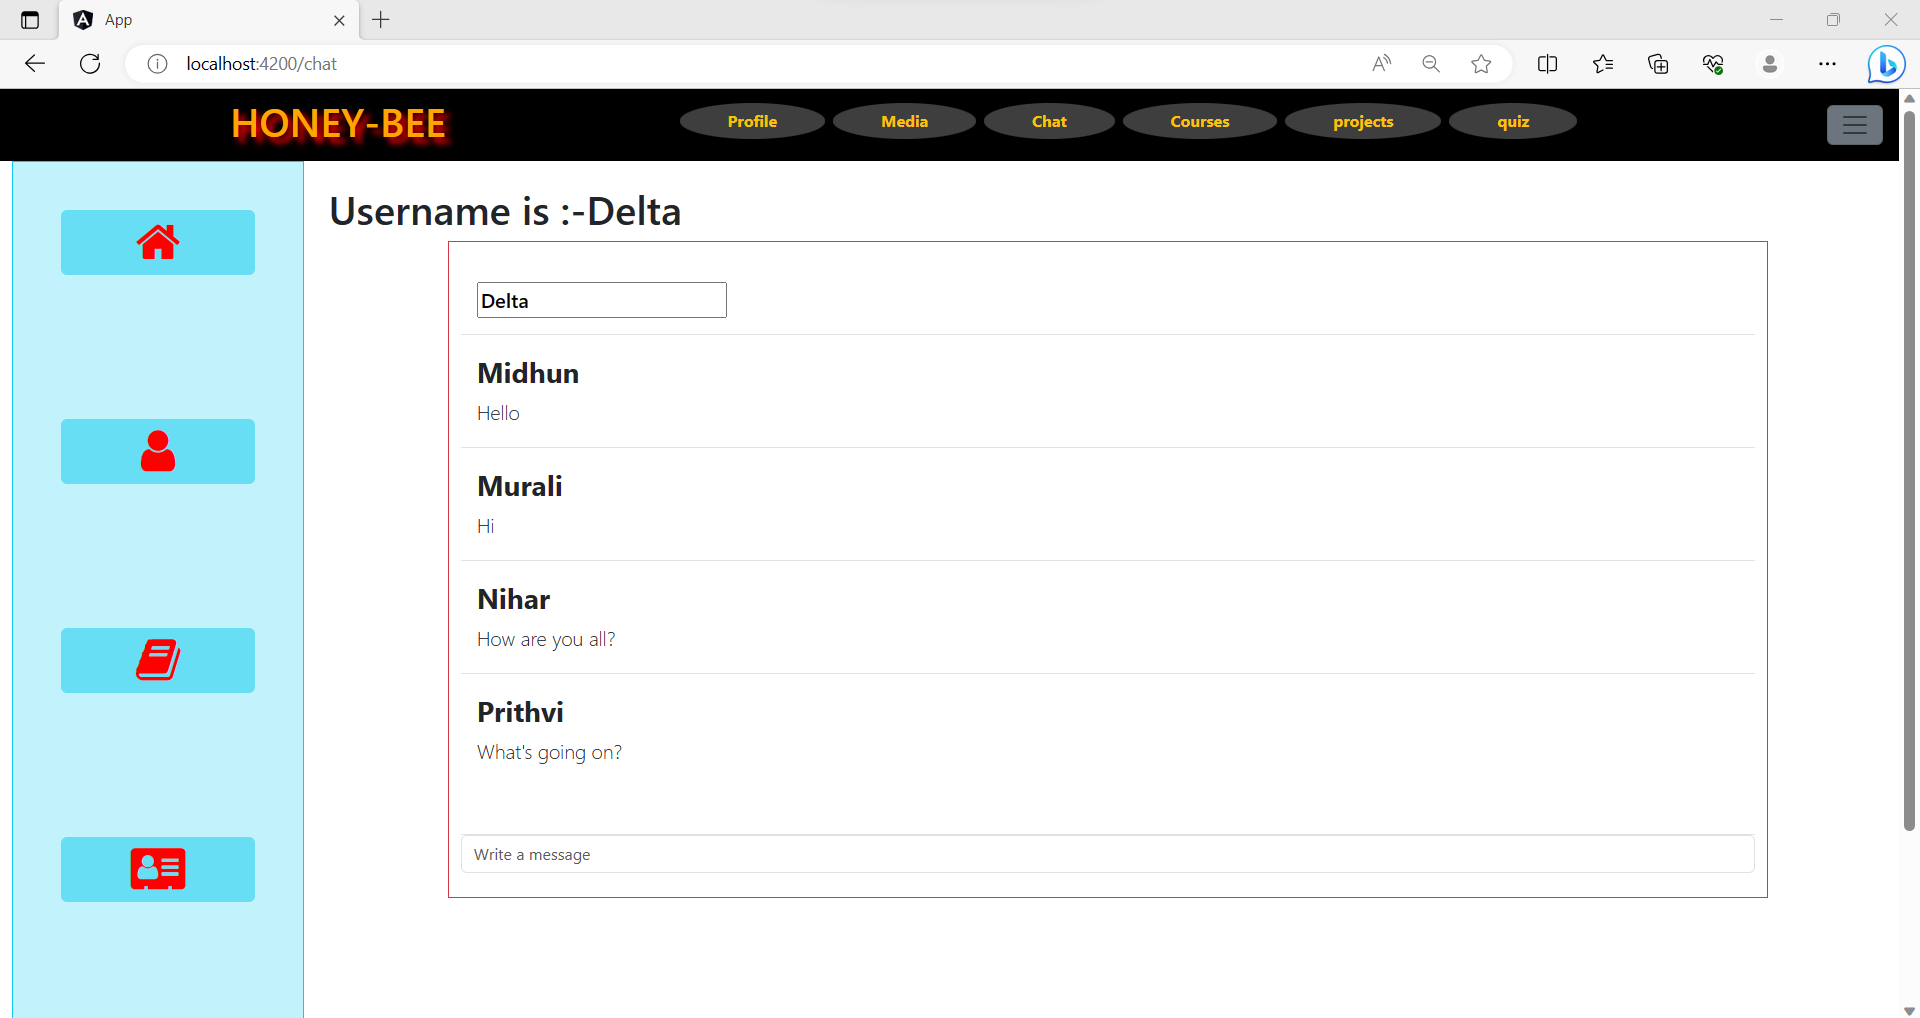 App
localhost:4200/chat
HONEY-BEE
Profile
Media
Chat
Courses
projects
quiz
Username is :-Delta
Delta
Midhun
Hello
Murali
Hi
Nihar
How are you all?
Prithvi
What's going on?
Write a message